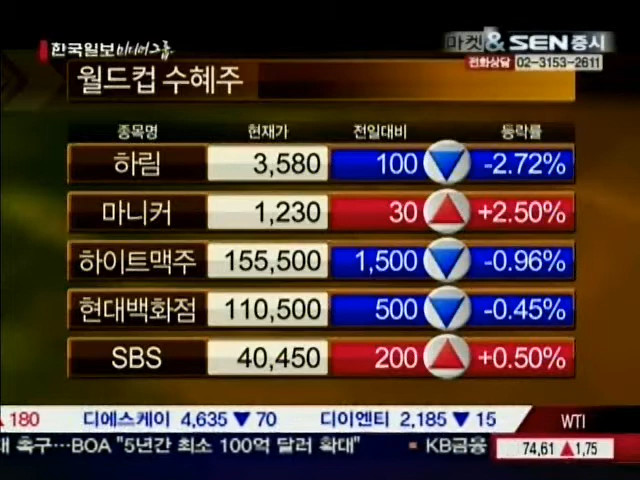 한국일보 미디어그룹
마켓&SEN증시
전화상담 02-3153-2611
월드컵 수혜주
종목명 현재가 전일대비 등락률
하림 3,580 100 ▼ -2.72%
마니커 1,230 30 ▲ +2.50%
하이트맥주 155,500 1,500 ▼ -0.96%
현대백화점 110,500 500 ▼ -0.45%
SBS 40,450 200 ▲ +0.50%
▲ 180 디에스케이 4,635 ▼ 70 디이엔티 2,185 ▼ 15 WTI
촉구…BOA "5년간 최소 100억 달러 확대" ▪ KB금융 74,61 ▲1,75